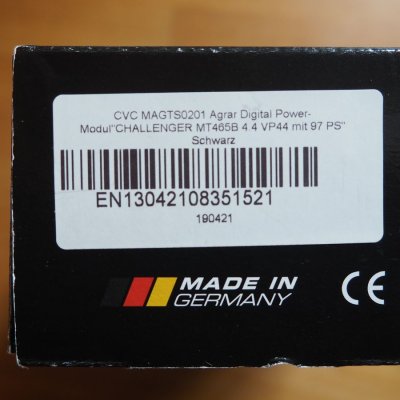 CVC MAGTS0201 Agrar Digital Power-
Modul"CHALLENGER MT465B 4.4 VP44 mit 97 PS"
Schwarz
EN13042108351521
190421
MADE IN
GERMANY
CE